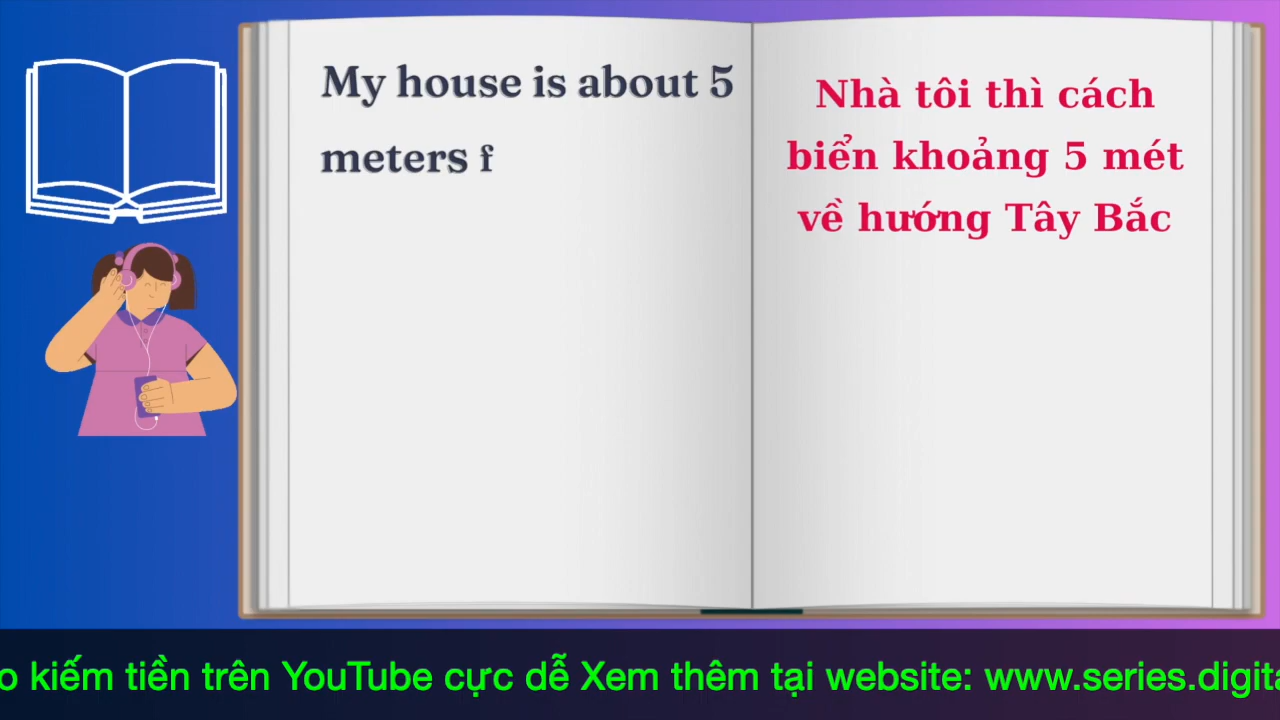 My house is about 5
meters f
Nhà tôi thì cách
biển khoảng 5 mét
về hướng Tây Bắc
o kiếm tiền trên YouTube cực dễ Xem thêm tại website: www.series.digita